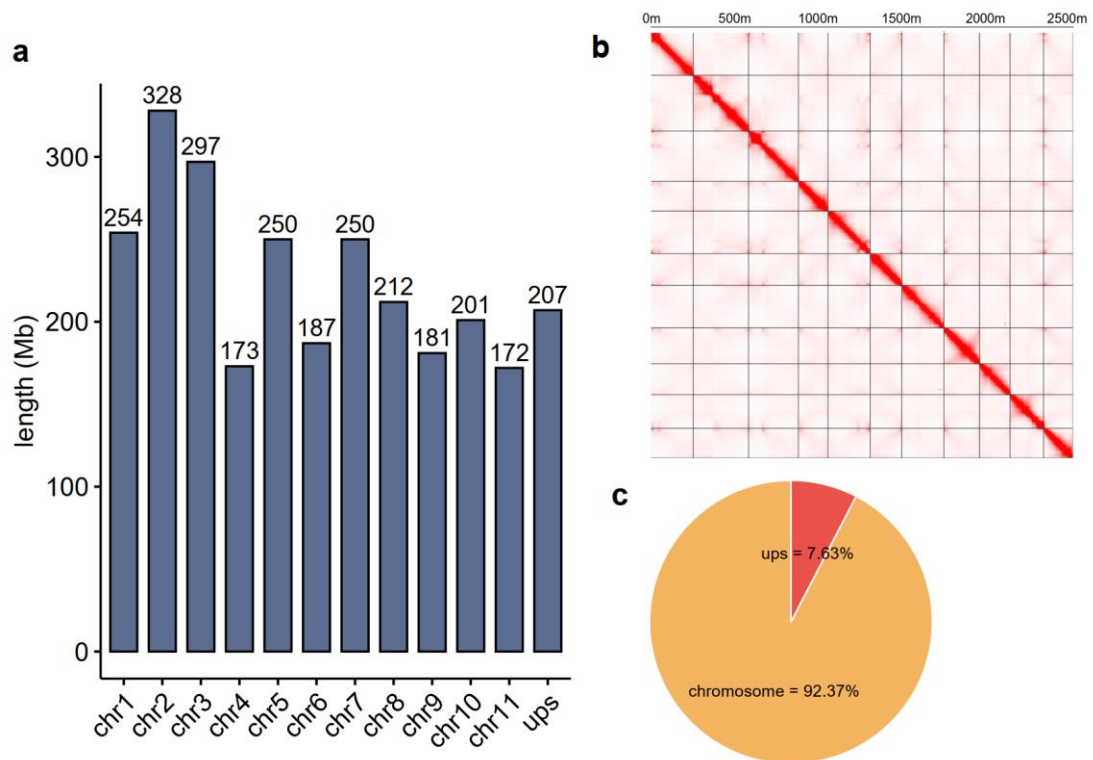 a
length (Mb)
300
200
100
0
254
328
297
173
250
187
250
212
181
201
172
207
chr1
chr2
chr3
chr4
chr5
chr6
chr7
chr8
chr9
chr10
chr11
ups
b
0m 500m 1000m 1500m 2000m 2500m
c
ups = 7.63%
chromosome = 92.37%